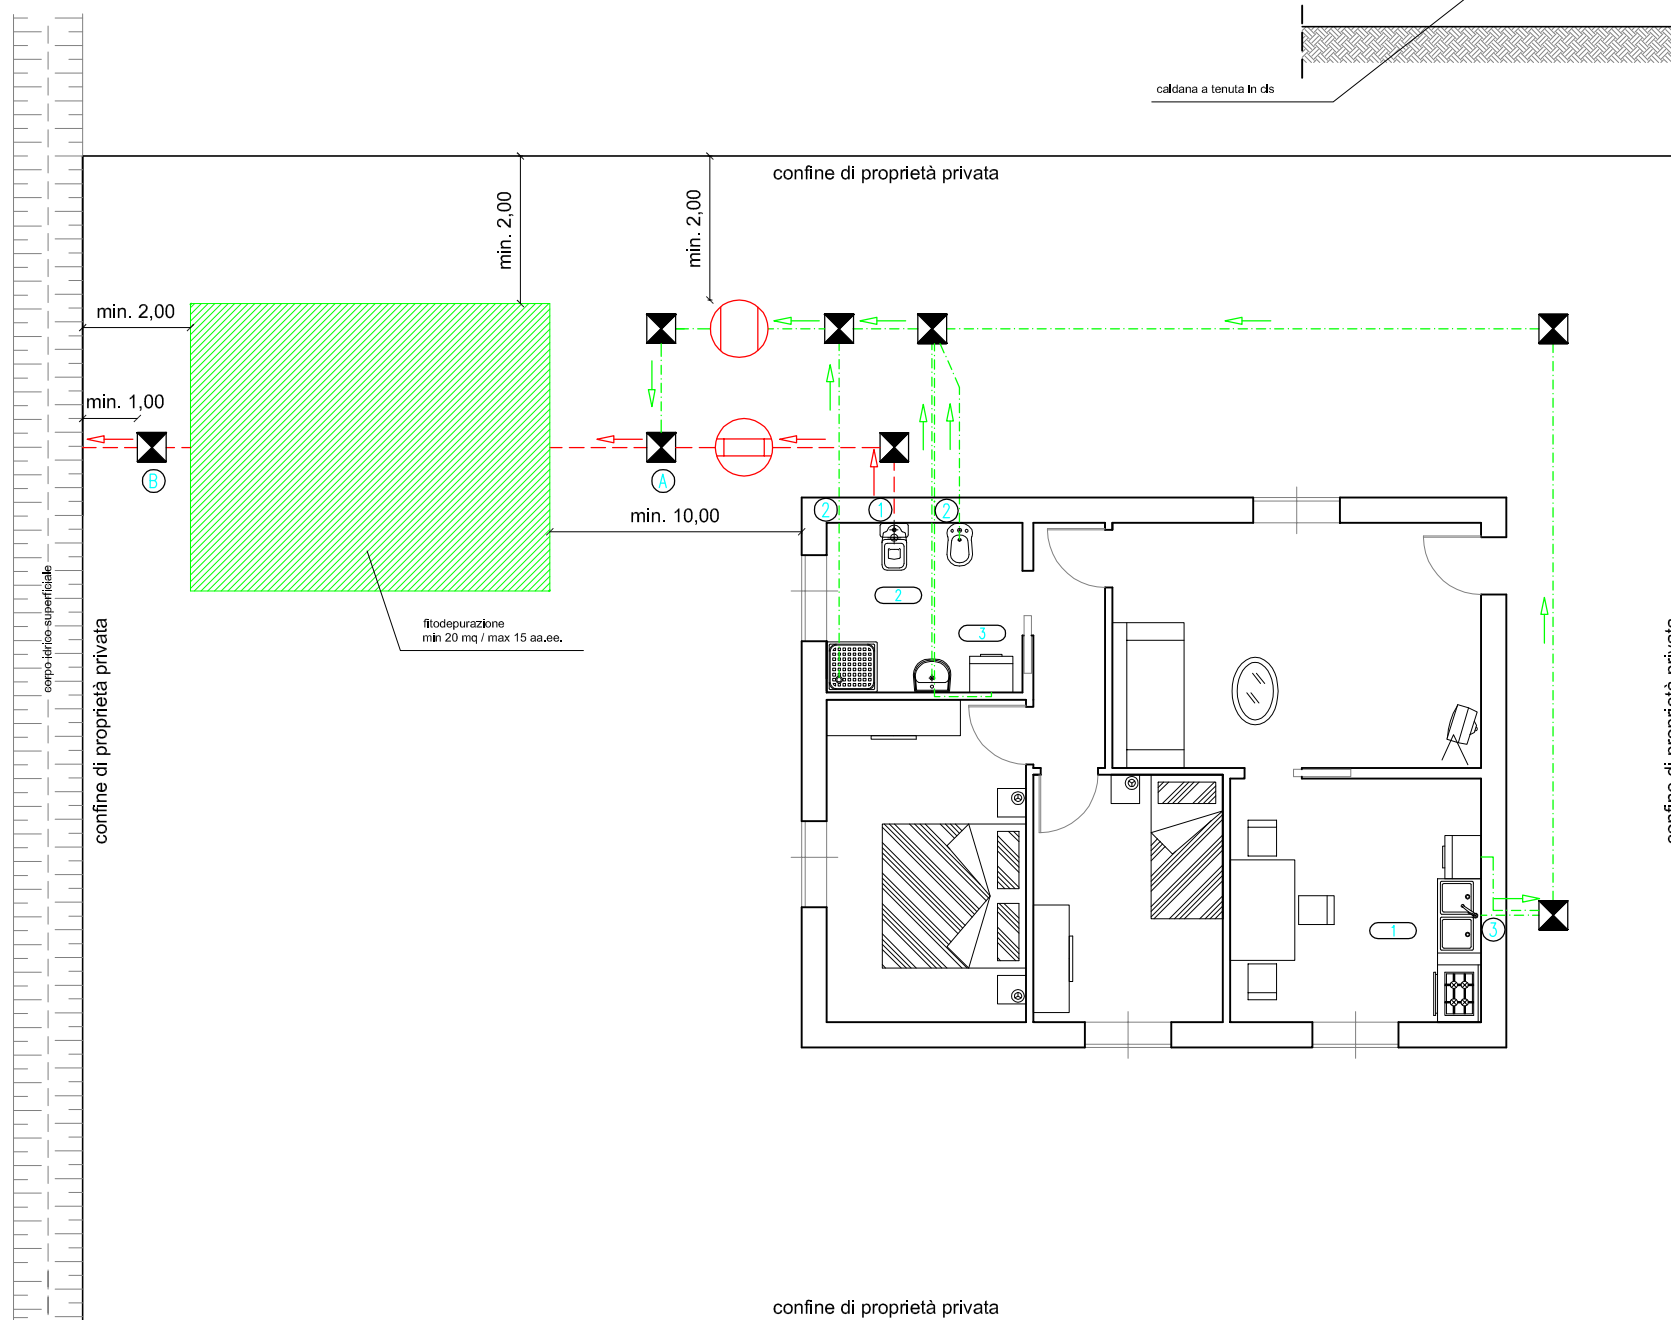 caldana a tenuta in cls
confine di proprietà privata
min. 2,00
min. 2,00
min. 2,00
min. 1,00
B
A
min. 10,00
2
1
2
2
3
fitodepurazione
min 20 mq / max 15 aa.ee.
corpo idrico superficiale
confine di proprietà privata
confine di proprietà privata
1
3
confine di proprietà privata